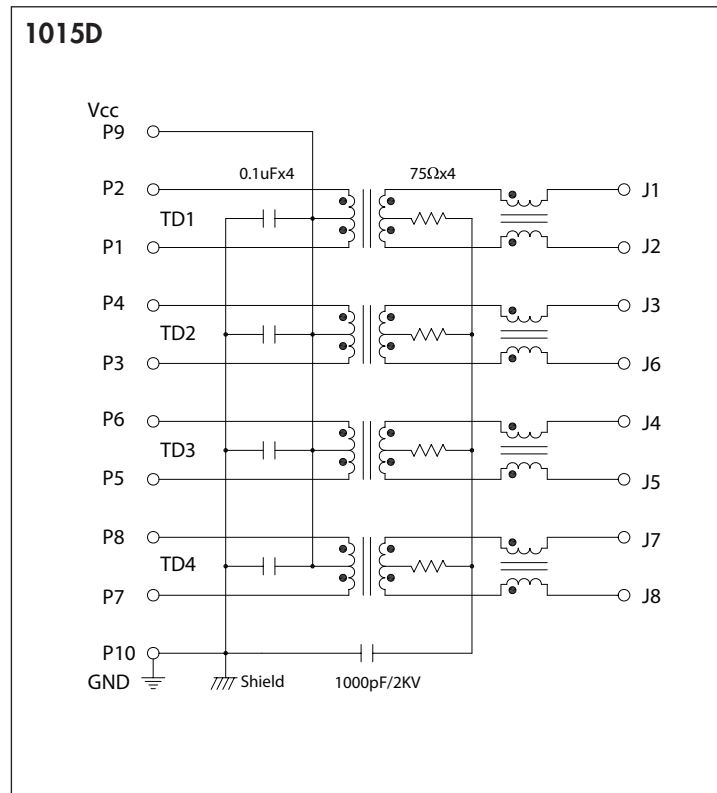 1015D
Vcc
P9
0.1uFx4
75Ωx4
P2
J1
TD1
P1
J2
P4
J3
TD2
P3
J6
P6
J4
TD3
P5
J5
P8
J7
TD4
P7
J8
P10
GND
Shield
1000pF/2KV